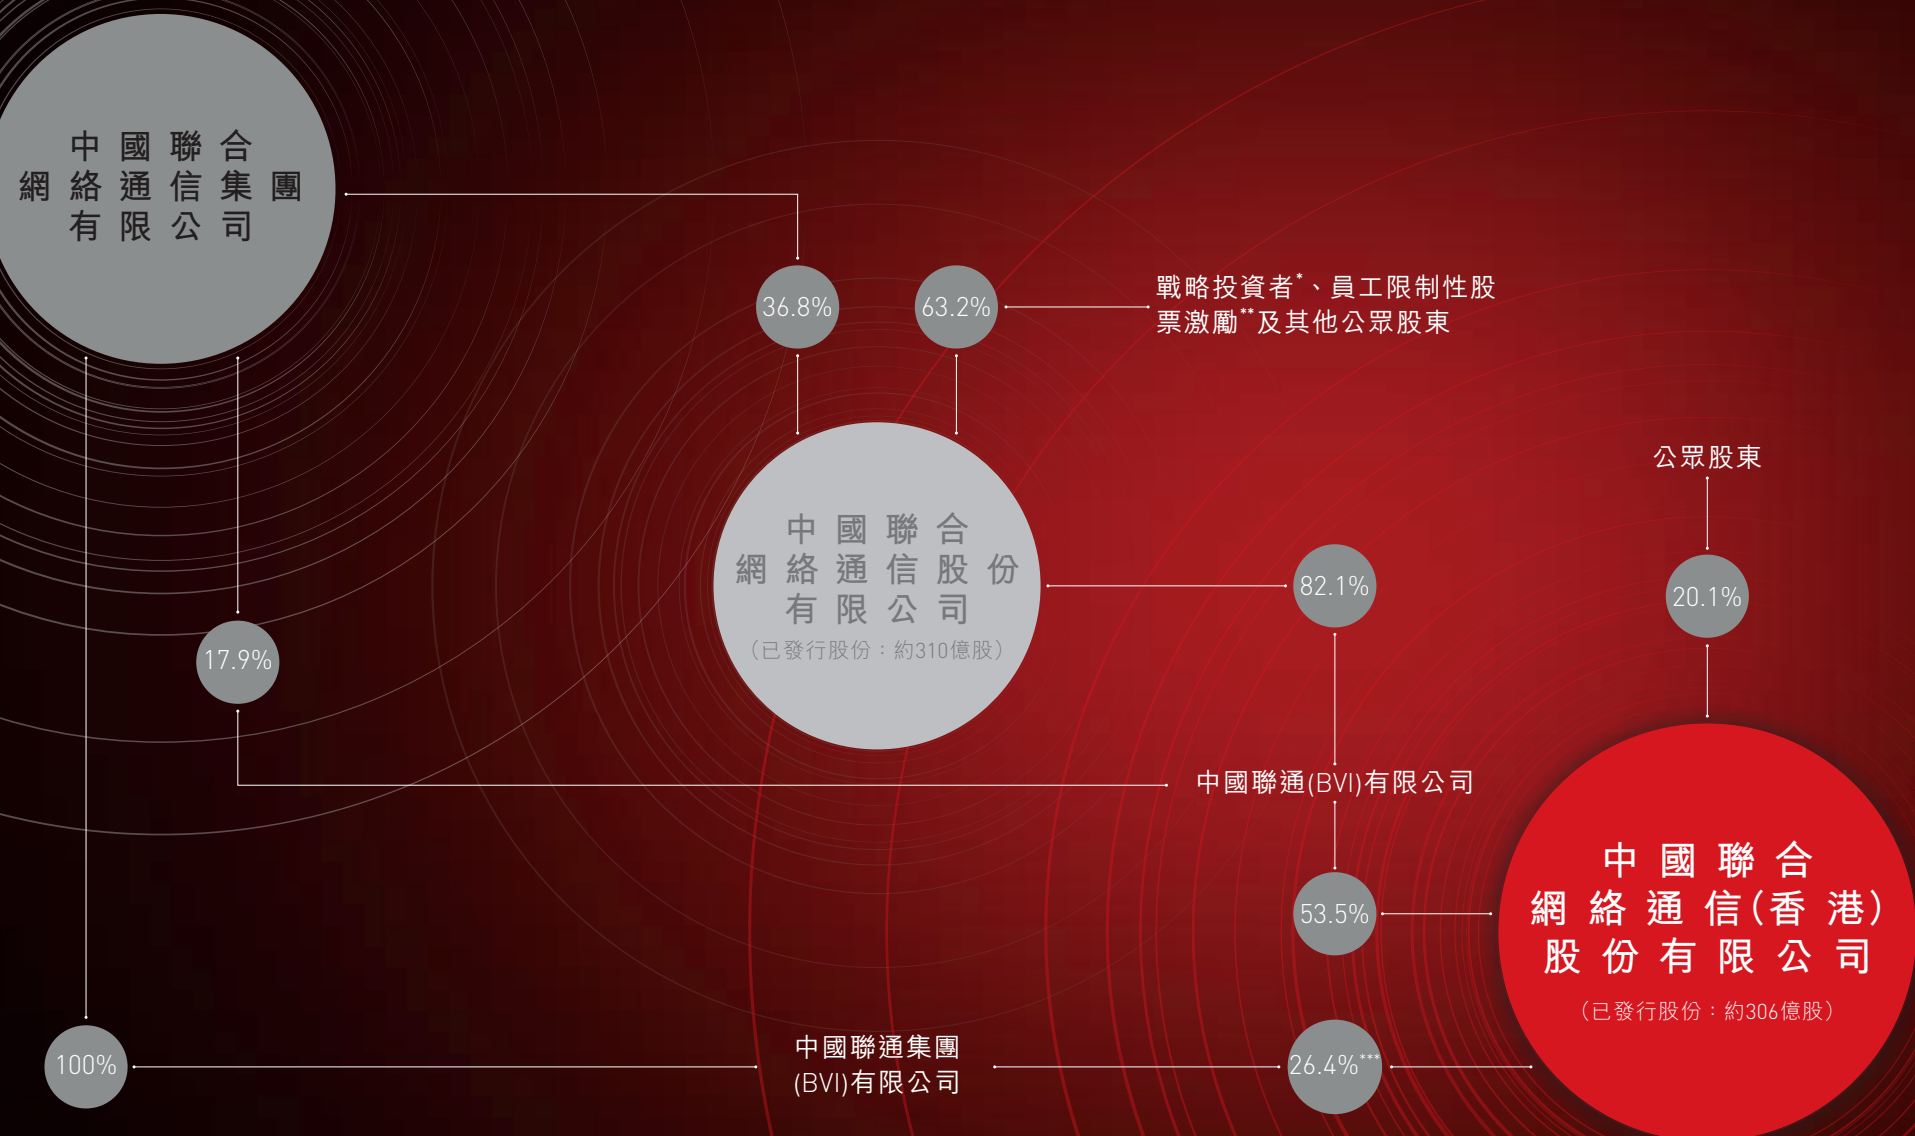 中國聯合
網絡通信集團
有限公司
36.8%
63.2%
戰略投資者*、員工限制性股
票激勵**及其他公眾股東
中國聯合
網絡通信股份
有限公司
(已發行股份：約310億股)
公眾股東
82.1%
20.1%
17.9%
中國聯通(BVI)有限公司
53.5%
中國聯合
網絡通信(香港)
股份有限公司
(已發行股份：約306億股)
100%
中國聯通集團
(BVI)有限公司
26.4%***